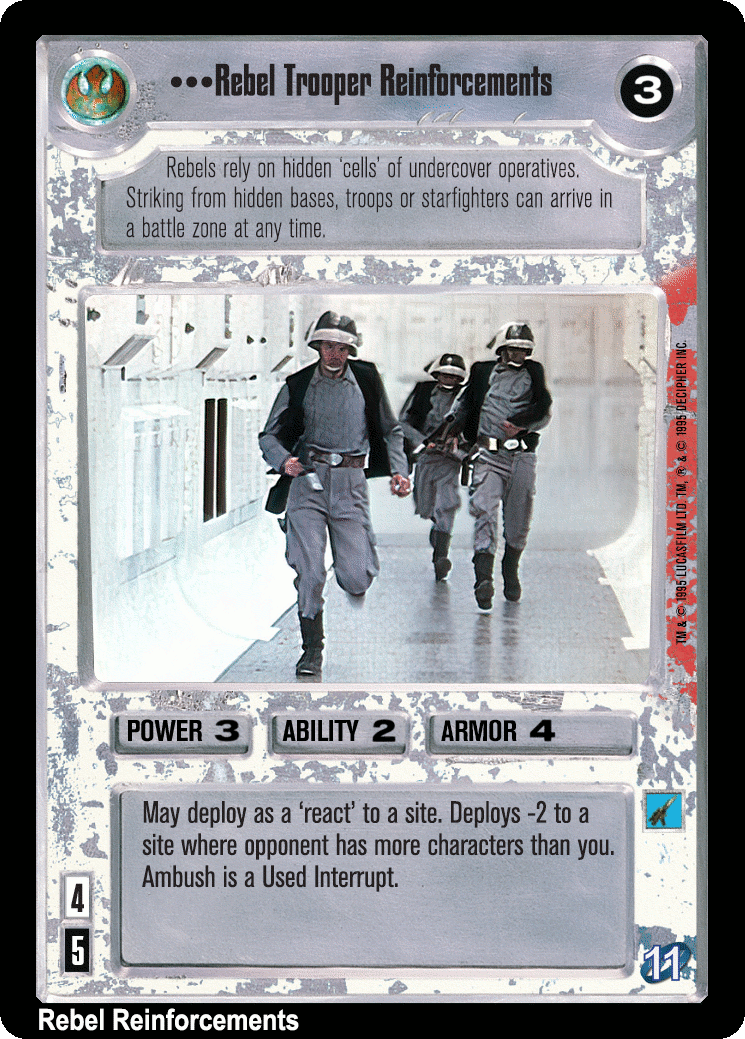 •••Rebel Trooper Reinforcements
3
Rebels rely on hidden ‘cells’ of undercover operatives.
Striking from hidden bases, troops or starfighters can arrive in
a battle zone at any time.
TM & © 1995 LUCASFILM LTD. TM, ® & © 1995 DECIPHER INC.
POWER 3
ABILITY 2
ARMOR 4
May deploy as a ‘react’ to a site. Deploys -2 to a
site where opponent has more characters than you.
Ambush is a Used Interrupt.
4
5
11
Rebel Reinforcements